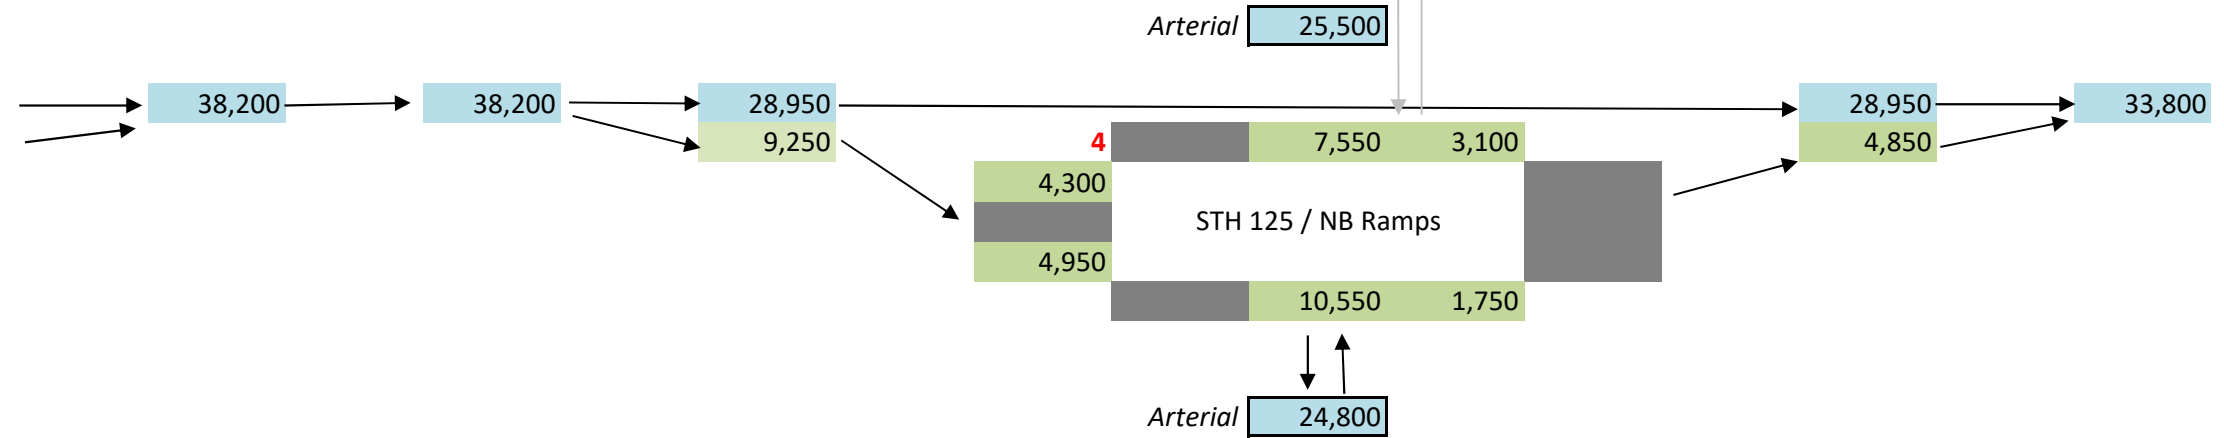 Arterial 25,500
38,200 38,200 28,950 28,950 33,800
9,250 4 7,550 3,100 4,850
4,300
STH 125 / NB Ramps
4,950
10,550 1,750
Arterial 24,800